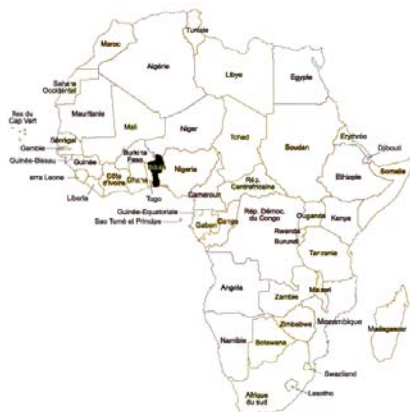 Tunisie
Maroc
Algérie
Libye
Egypte
Sahara
Occidental
Iles du
Cap Vert
Mauritanie
Mali
Niger
Tchad
Soudan
Erythrée
Djibouti
Sénégal
Gambie
Guinée-Bissau
Guinée
erra Leone
Liberia
Côte
d'Ivoire
Burkina
Faso
Ghana
Togo
Nigeria
Cameroun
Rép.
Centrafricaine
Ethiopie
Somalie
Guinée-Equatoriale
Sao Tomé et Principe
Gabon
Congo
Rép. Démoc.
du Congo
Ouganda
Kenya
Rwanda
Burundi
Tanzanie
Angola
Zambie
Malawi
Mozambique
Zimbabwe
Madagascar
Namibie
Botswana
Swaziland
Lesotho
Afrique
du sud